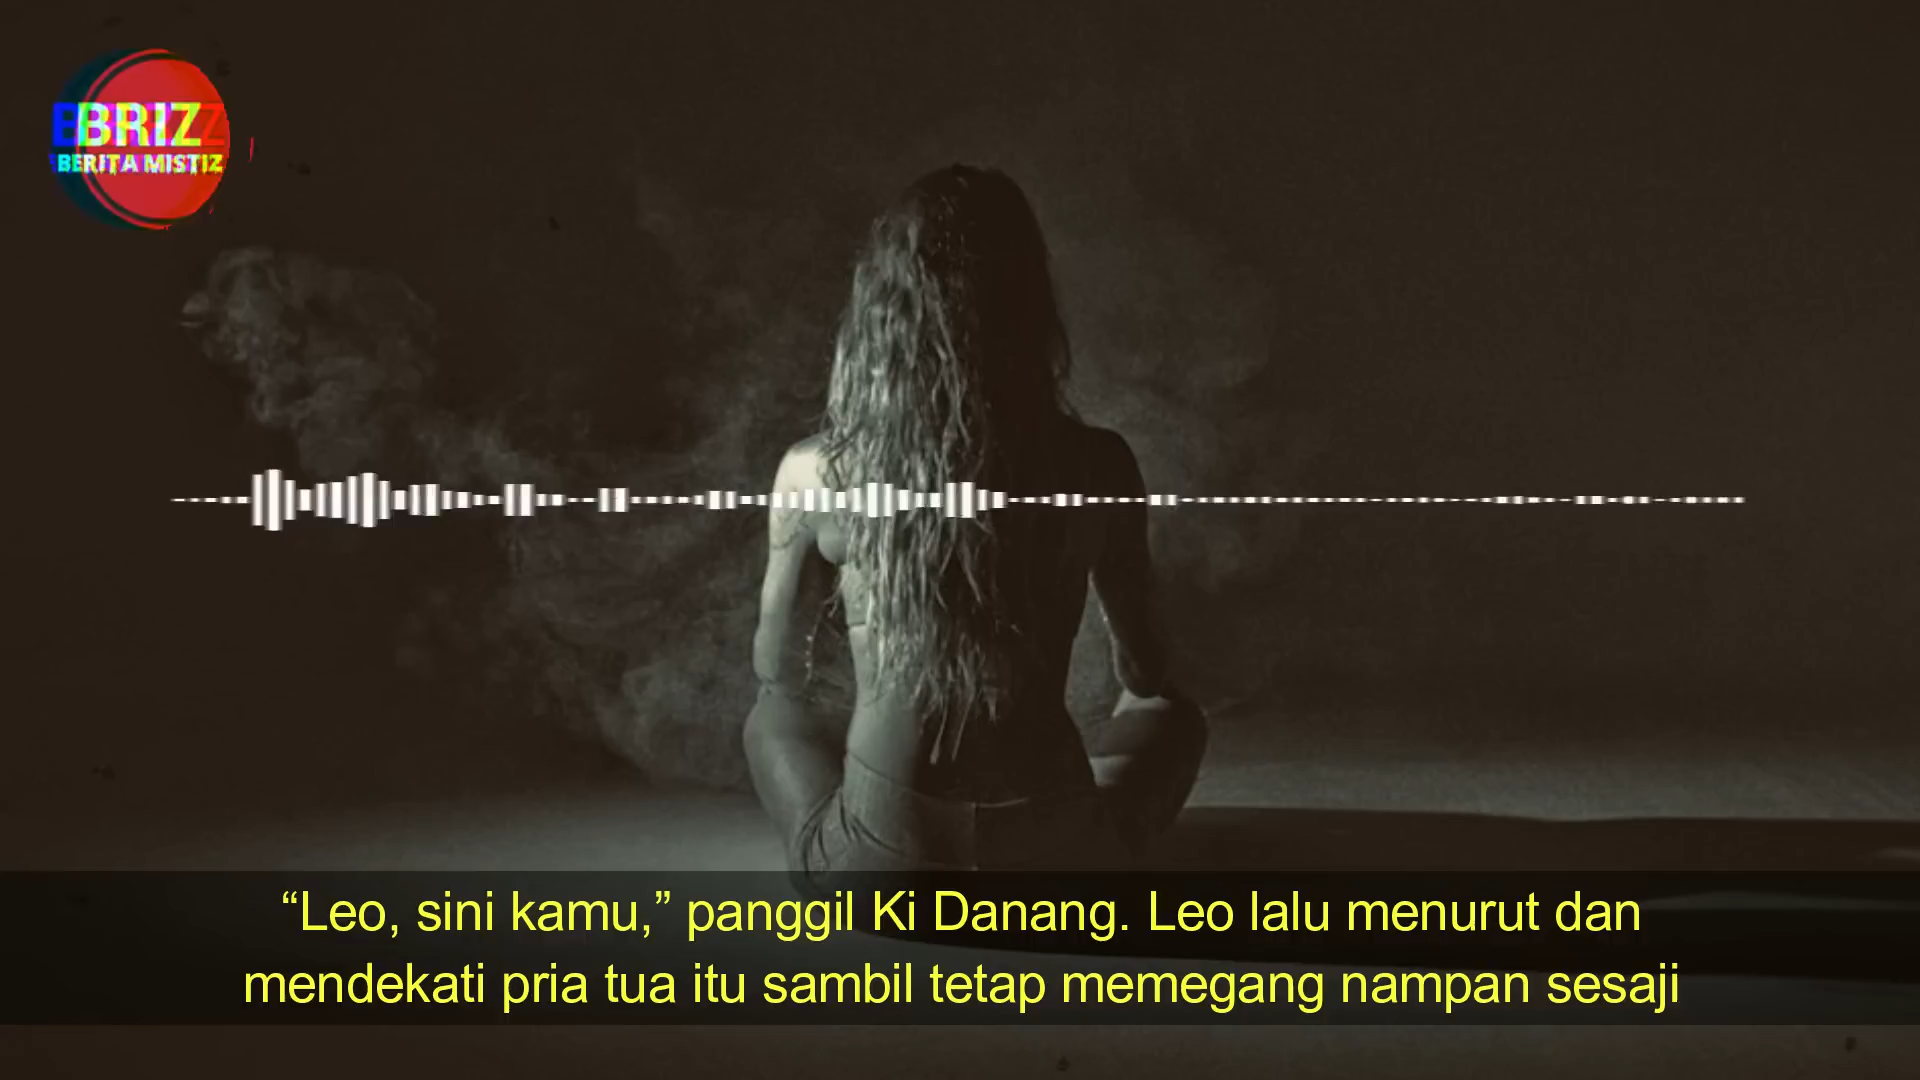 BRIZ
BERITA MISTIZ
“Leo, sini kamu,” panggil Ki Danang. Leo lalu menurut dan
mendekati pria tua itu sambil tetap memegang nampan sesaji